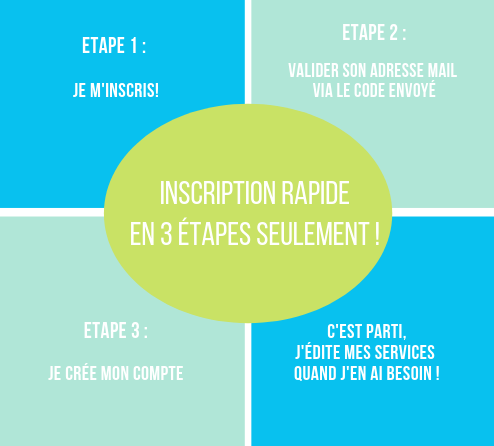 ETAPE 1 :
JE M'INSCRIS!
ETAPE 2 :
VALIDER SON ADRESSE MAIL
VIA LE CODE ENVOYÉ
INSCRIPTION RAPIDE
EN 3 ÉTAPES SEULEMENT !
ETAPE 3 :
JE CRÉE MON COMPTE
C'EST PARTI,
J'ÉDITE MES SERVICES
QUAND J'EN AI BESOIN !